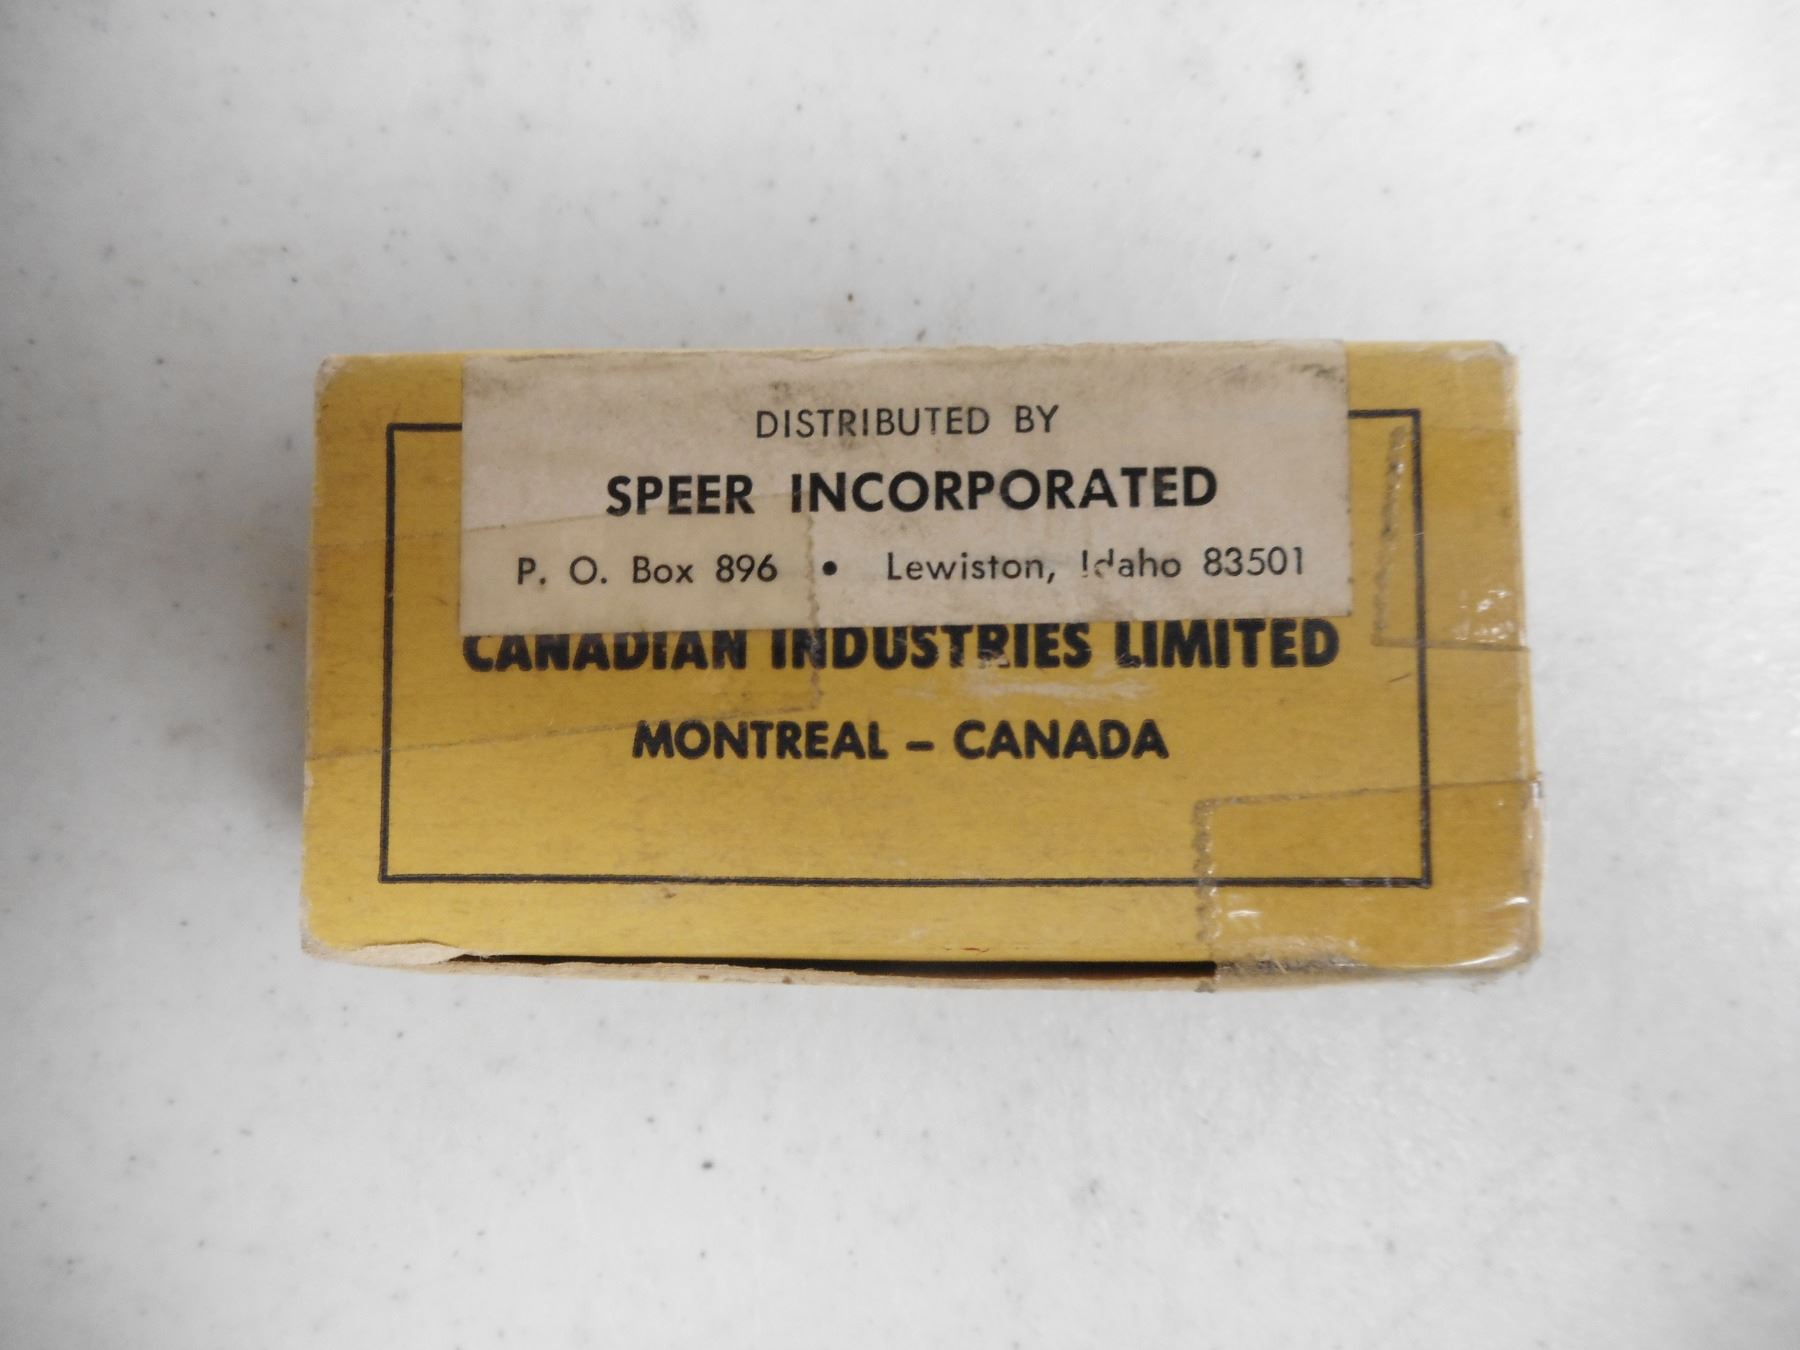 DISTRIBUTED BY
SPEER INCORPORATED
P. O. Box 896 • Lewiston, Idaho 83501
CANADIAN INDUSTRIES LIMITED
MONTREAL – CANADA